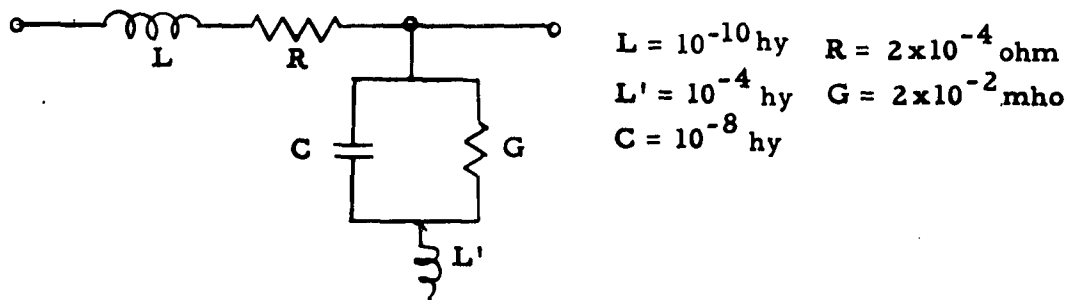 L R
C G
L'
L = 10⁻¹⁰ hy R = 2x10⁻⁴ ohm
L' = 10⁻⁴ hy G = 2x10⁻² mho
C = 10⁻⁸ hy